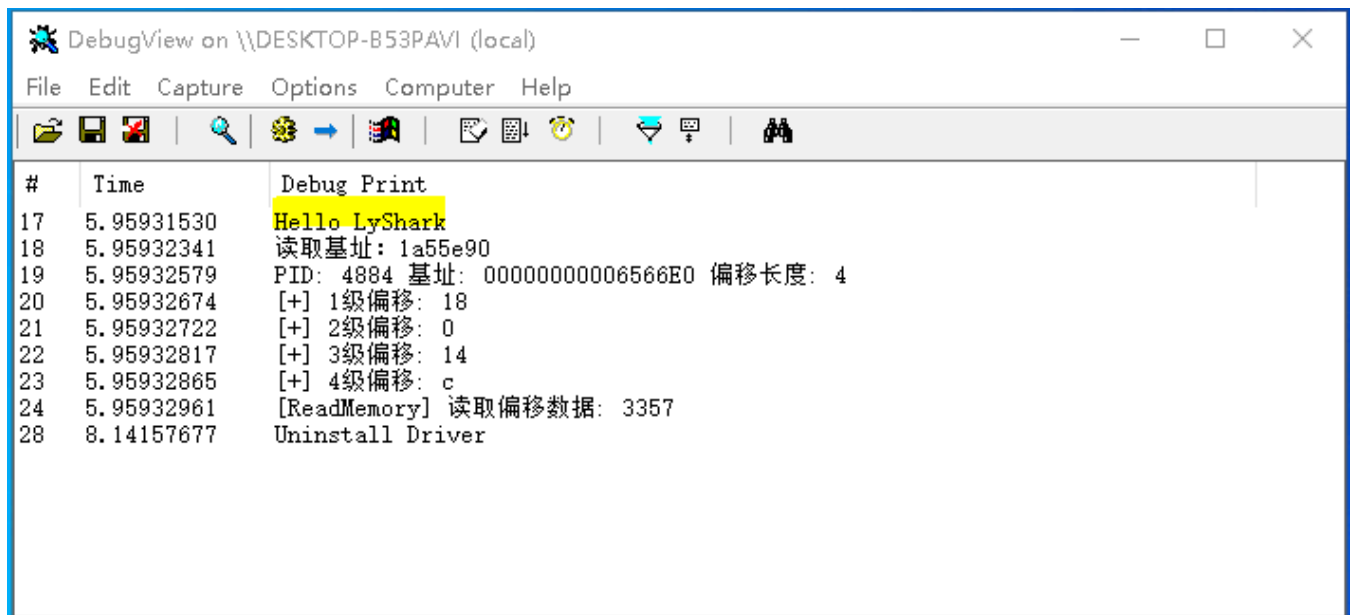 DebugView on \\DESKTOP-B53PAVI (local)
File Edit Capture Options Computer Help
# Time Debug Print
17 5.95931530 Hello LyShark
18 5.95932341 读取基址: 1a55e90
19 5.95932579 PID: 4884 基址: 00000000006566E0 偏移长度: 4
20 5.95932674 [+] 1级偏移: 18
21 5.95932722 [+] 2级偏移: 0
22 5.95932817 [+] 3级偏移: 14
23 5.95932865 [+] 4级偏移: c
24 5.95932961 [ReadMemory] 读取偏移数据: 3357
28 8.14157677 Uninstall Driver